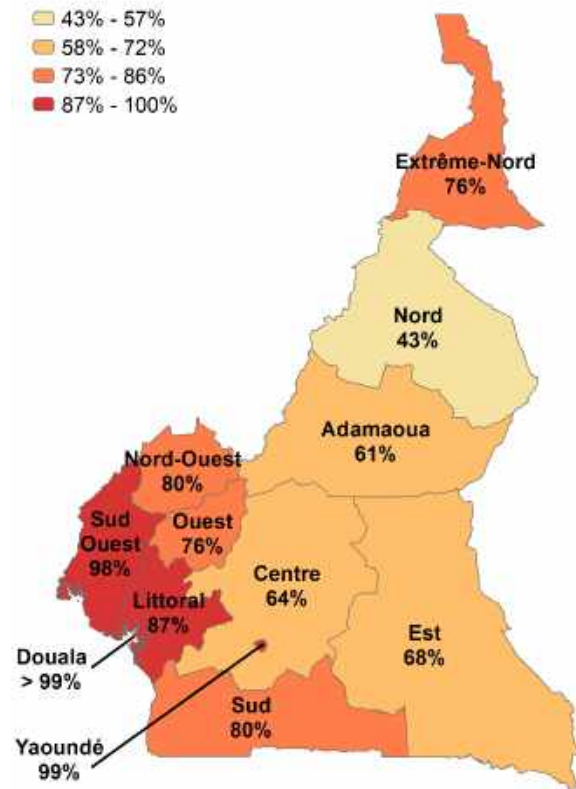 43% - 57%
58% - 72%
73% - 86%
87% - 100%
Extrême-Nord
76%
Nord
43%
Adamaoua
61%
Nord-Ouest
80%
Sud
Ouest
98%
Ouest
76%
Centre
64%
Littoral
87%
Est
68%
Douala
> 99%
Sud
80%
Yaoundé
99%